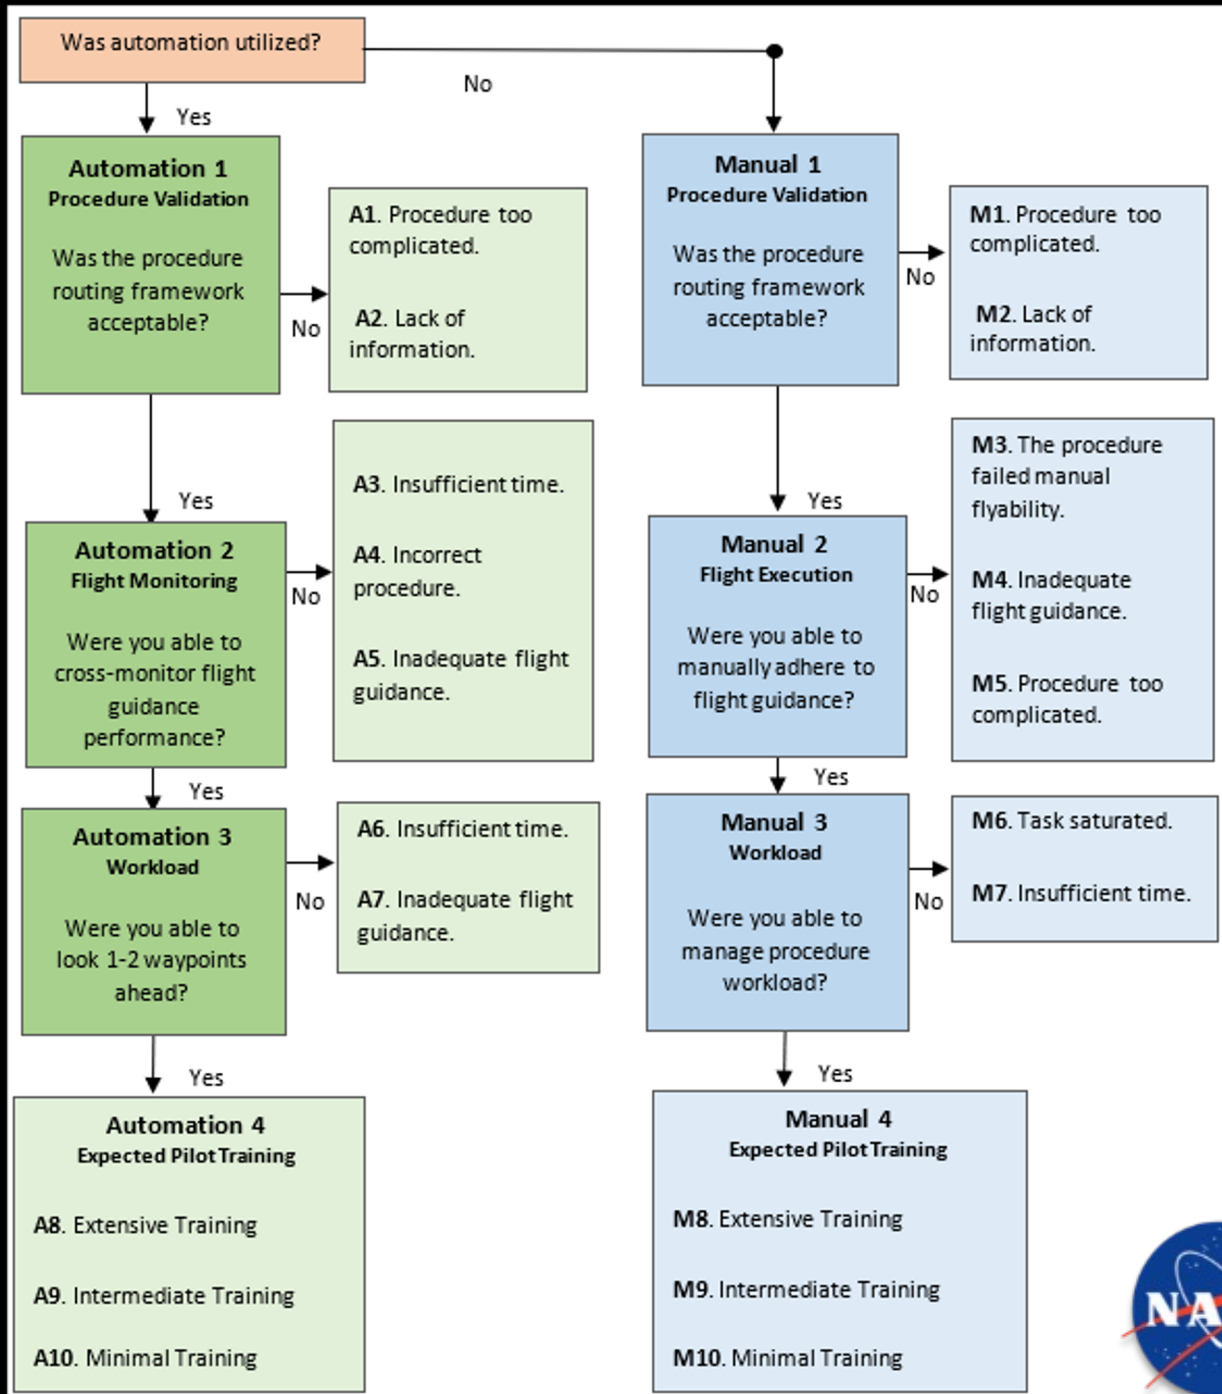 Was automation utilized?
No
Yes
Automation 1
Procedure Validation
Was the procedure
routing framework
acceptable?
No
A1. Procedure too
complicated.
A2. Lack of
information.
Manual 1
Procedure Validation
Was the procedure
routing framework
acceptable?
No
M1. Procedure too
complicated.
M2. Lack of
information.
Yes
Automation 2
Flight Monitoring
Were you able to
cross-monitor flight
guidance
performance?
No
A3. Insufficient time.
A4. Incorrect
procedure.
A5. Inadequate flight
guidance.
Yes
Manual 2
Flight Execution
Were you able to
manually adhere to
flight guidance?
No
M3. The procedure
failed manual
flyability.
M4. Inadequate
flight guidance.
M5. Procedure too
complicated.
Yes
Automation 3
Workload
Were you able to
look 1-2 waypoints
ahead?
No
A6. Insufficient time.
A7. Inadequate flight
guidance.
Yes
Manual 3
Workload
Were you able to
manage procedure
workload?
No
M6. Task saturated.
M7. Insufficient time.
Yes
Automation 4
Expected Pilot Training
A8. Extensive Training
A9. Intermediate Training
A10. Minimal Training
Yes
Manual 4
Expected Pilot Training
M8. Extensive Training
M9. Intermediate Training
M10. Minimal Training
NA